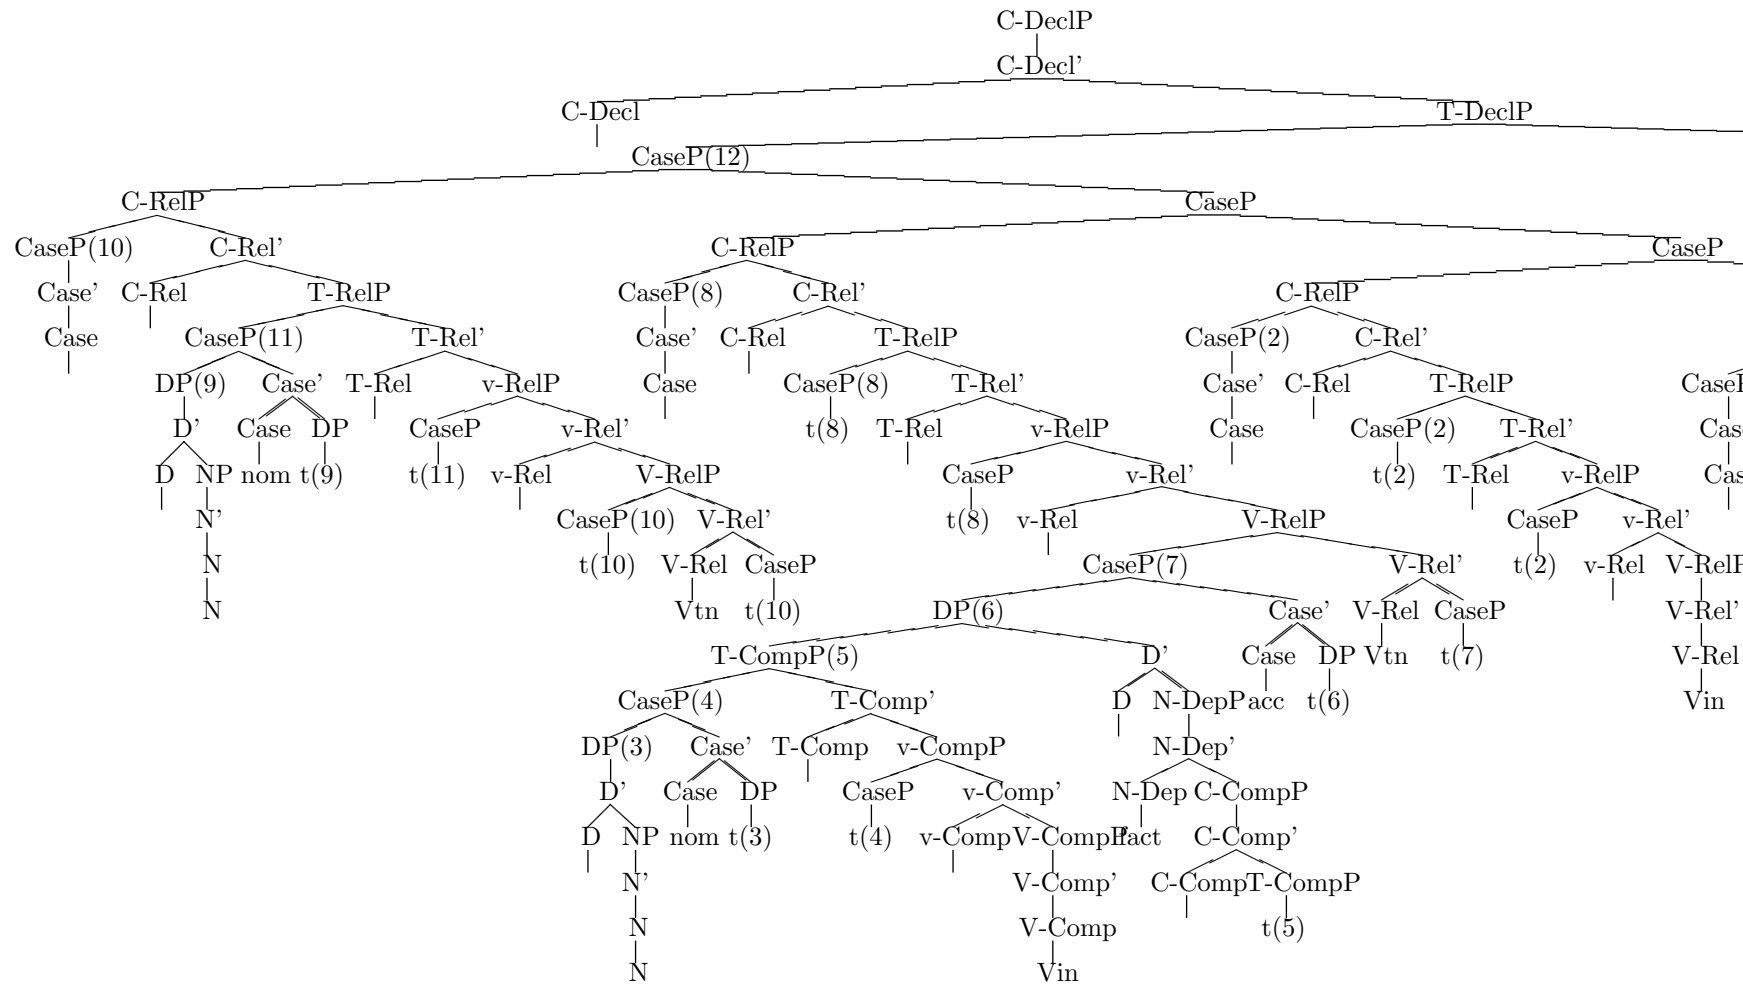 C-DeclP
C-Decl’
C-Decl T-DeclP
CaseP(12)
C-RelP CaseP
CaseP(10) C-Rel’ C-RelP CaseP
Case’ C-Rel T-RelP CaseP(8) C-Rel’ C-RelP
Case CaseP(11) T-Rel’ Case’ C-Rel T-RelP CaseP(2) C-Rel’
DP(9) Case’ T-Rel v-RelP Case CaseP(8) T-Rel’ Case’ C-Rel T-RelP
D’ Case DP CaseP v-Rel’ t(8) T-Rel v-RelP Case CaseP(2) T-Rel’
D NP nom t(9) t(11) v-Rel V-RelP CaseP v-Rel’ t(2) T-Rel v-RelP
N’ CaseP(10) V-Rel’ t(8) v-Rel V-RelP CaseP v-Rel’
N t(10) V-Rel CaseP CaseP(7) V-Rel’ t(2) v-Rel V-RelP
N Vtn t(10) DP(6) Case’ V-Rel CaseP V-Rel’
T-CompP(5) D’ Case DP Vtn t(7) V-Rel
CaseP(4) T-Comp’ D N-DepP acc t(6) Vin
DP(3) Case’ T-Comp v-CompP N-Dep’
D’ Case DP CaseP v-Comp’ N-Dep C-CompP
D NP nom t(3) t(4) v-Comp V-CompP C-Comp’
N’ V-Comp’ C-Comp T-CompP
N V-Comp t(5)
N Vin